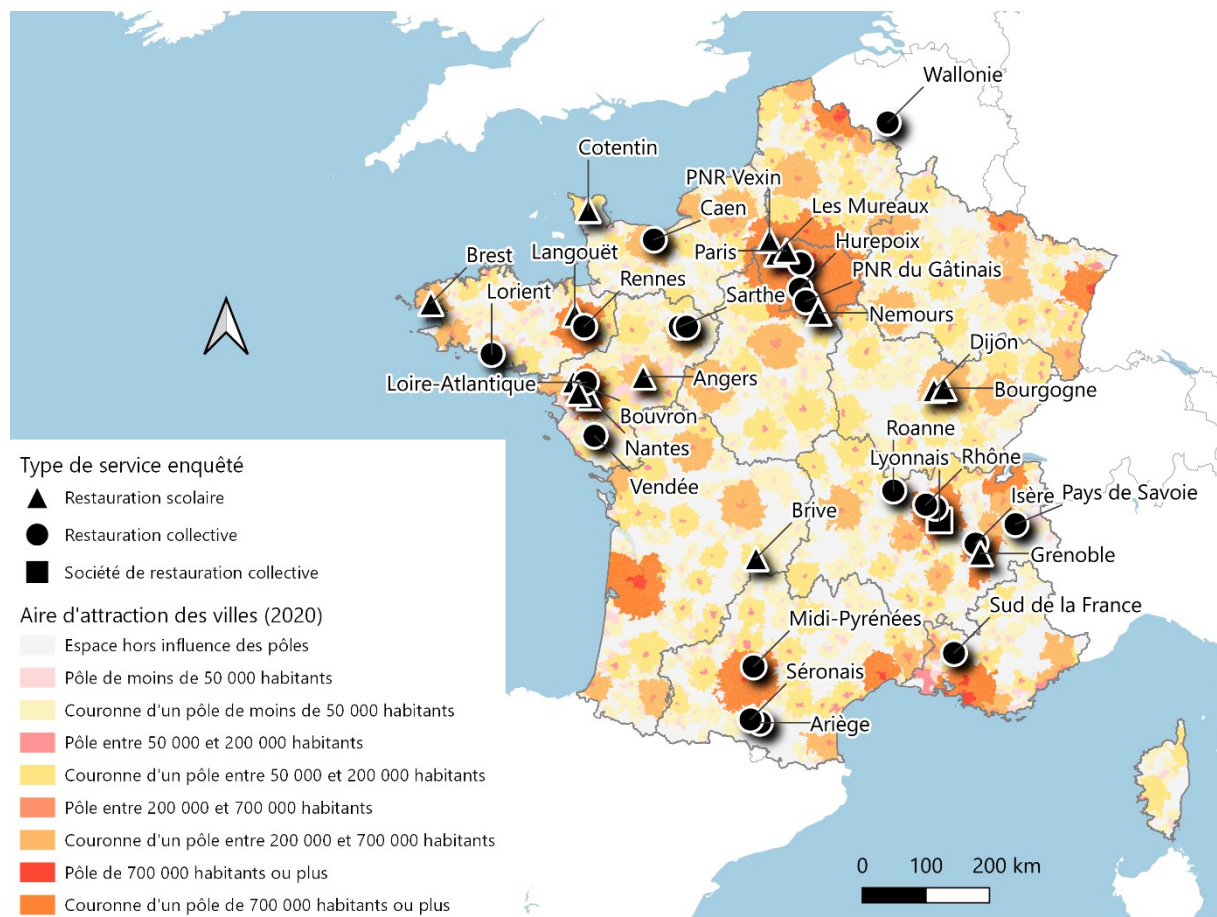 Wallonie
Cotentin
PNR Vexin
Les Mureaux
Caen
Hurepoix
Langouët
Paris
Brest
Rennes
PNR du Gâtinais
Lorient
Sarthe
Nemours
Dijon
Loire-Atlantique
Angers
Bourgogne
Bouvron
Roanne
Nantes
Lyonnais
Rhône
Vendée
Isère
Pays de Savoie
Brive
Grenoble
Sud de la France
Midi-Pyrénées
Séronais
Ariège
Type de service enquêté
Restauration scolaire
Restauration collective
Société de restauration collective
Aire d'attraction des villes (2020)
Espace hors influence des pôles
Pôle de moins de 50 000 habitants
Couronne d'un pôle de moins de 50 000 habitants
Pôle entre 50 000 et 200 000 habitants
Couronne d'un pôle entre 50 000 et 200 000 habitants
Pôle entre 200 000 et 700 000 habitants
Couronne d'un pôle entre 200 000 et 700 000 habitants
Pôle de 700 000 habitants ou plus
Couronne d'un pôle de 700 000 habitants ou plus
0 100 200 km